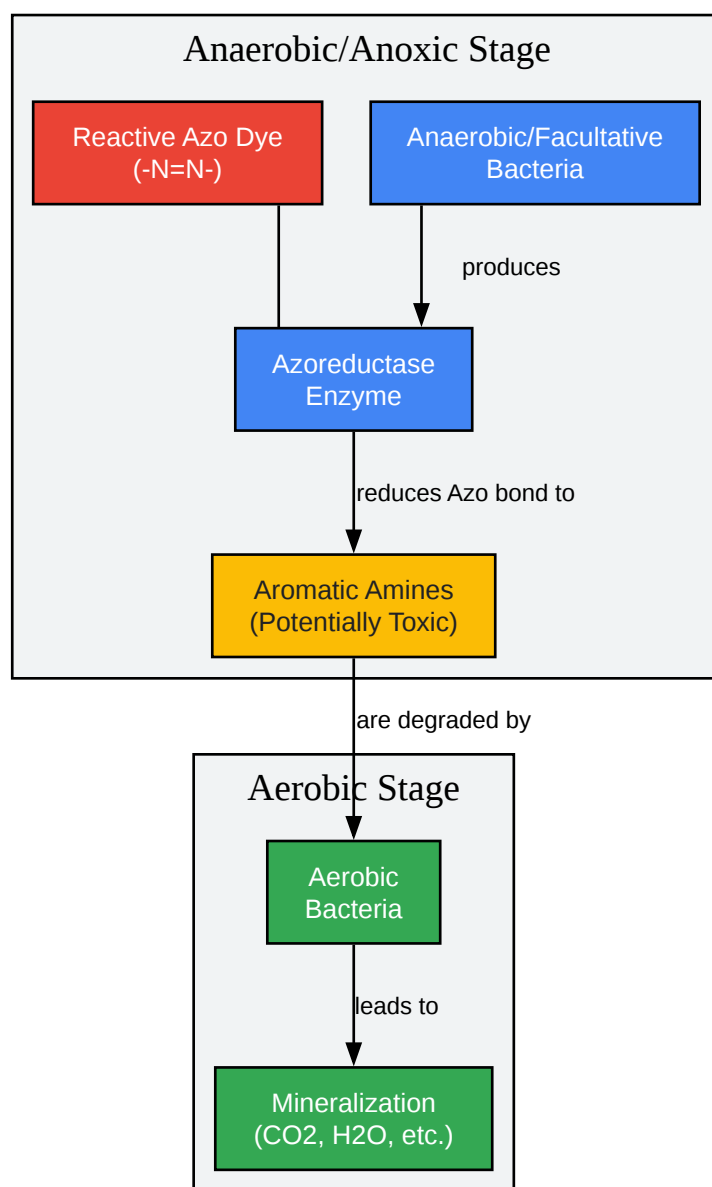 Anaerobic/Anoxic Stage
Reactive Azo Dye
(-N=N-)
Anaerobic/Facultative
Bacteria
produces
Azoreductase
Enzyme
reduces Azo bond to
Aromatic Amines
(Potentially Toxic)
are degraded by
Aerobic Stage
Aerobic
Bacteria
leads to
Mineralization
(CO2, H2O, etc.)